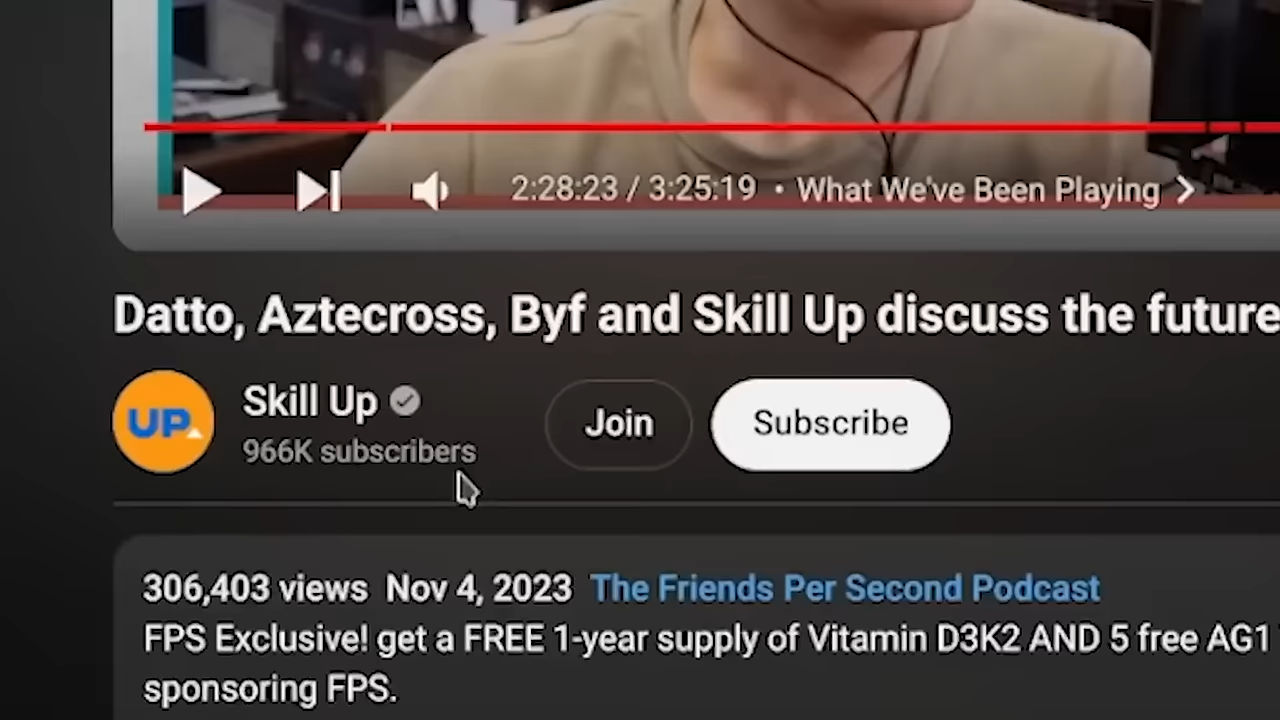 2:28:23 / 3:25:19 • What We've Been Playing
Datto, Aztecross, Byf and Skill Up discuss the future
UP
Skill Up
Join
Subscribe
966K subscribers
306,403 views Nov 4, 2023 The Friends Per Second Podcast
FPS Exclusive! get a FREE 1-year supply of Vitamin D3K2 AND 5 free AG1
sponsoring FPS.